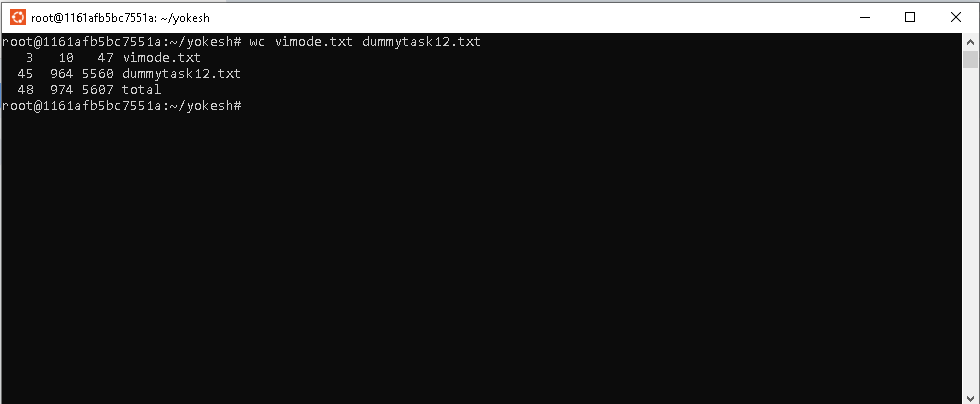 root@1161afb5bc7551a: ~/yokesh
root@1161afb5bc7551a:~/yokesh# wc vimode.txt dummytask12.txt
   3   10   47 vimode.txt
  45  964 5560 dummytask12.txt
  48  974 5607 total
root@1161afb5bc7551a:~/yokesh#